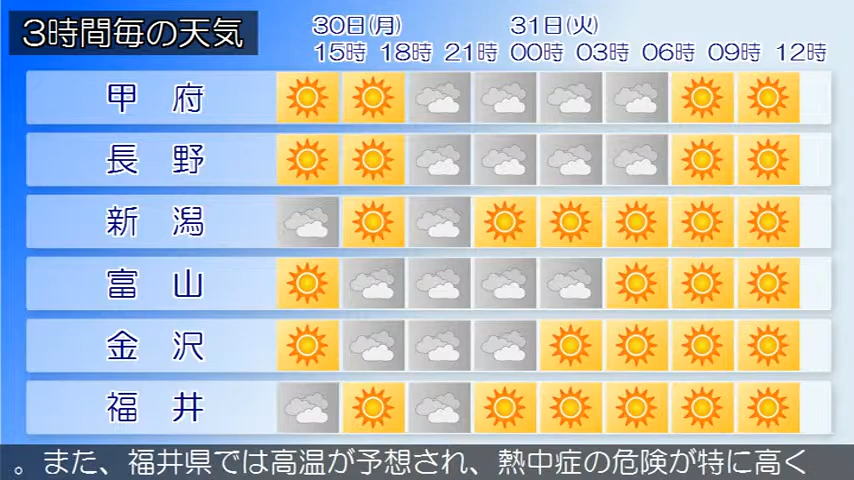 3時間毎の天気
30日(月) 31日(火)
15時 18時 21時 00時 03時 06時 09時 12時
甲府
長野
新潟
富山
金沢
福井
。また、福井県では高温が予想され、熱中症の危険が特に高く